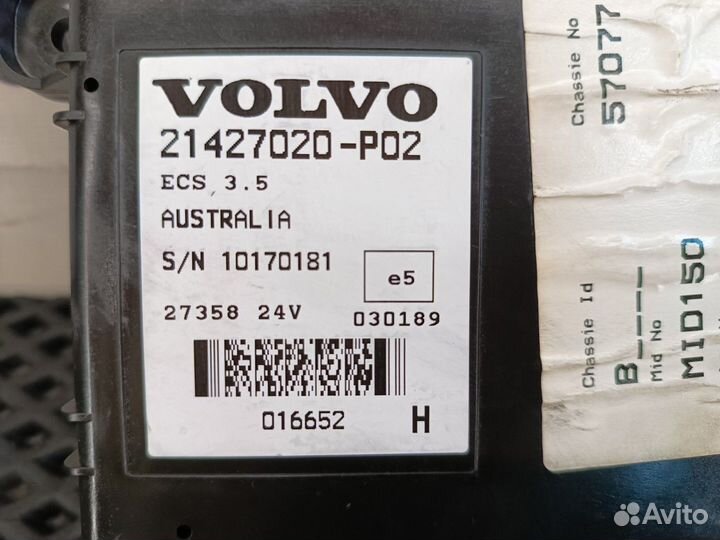 VOLVO
21427020-P02
ECS 3.5
AUSTRALIA
S/N 10170181
e5
27358 24V
030189
016652
H
Chassie No
57077
Chassie Id
B----
Mid No
MID150
Avito